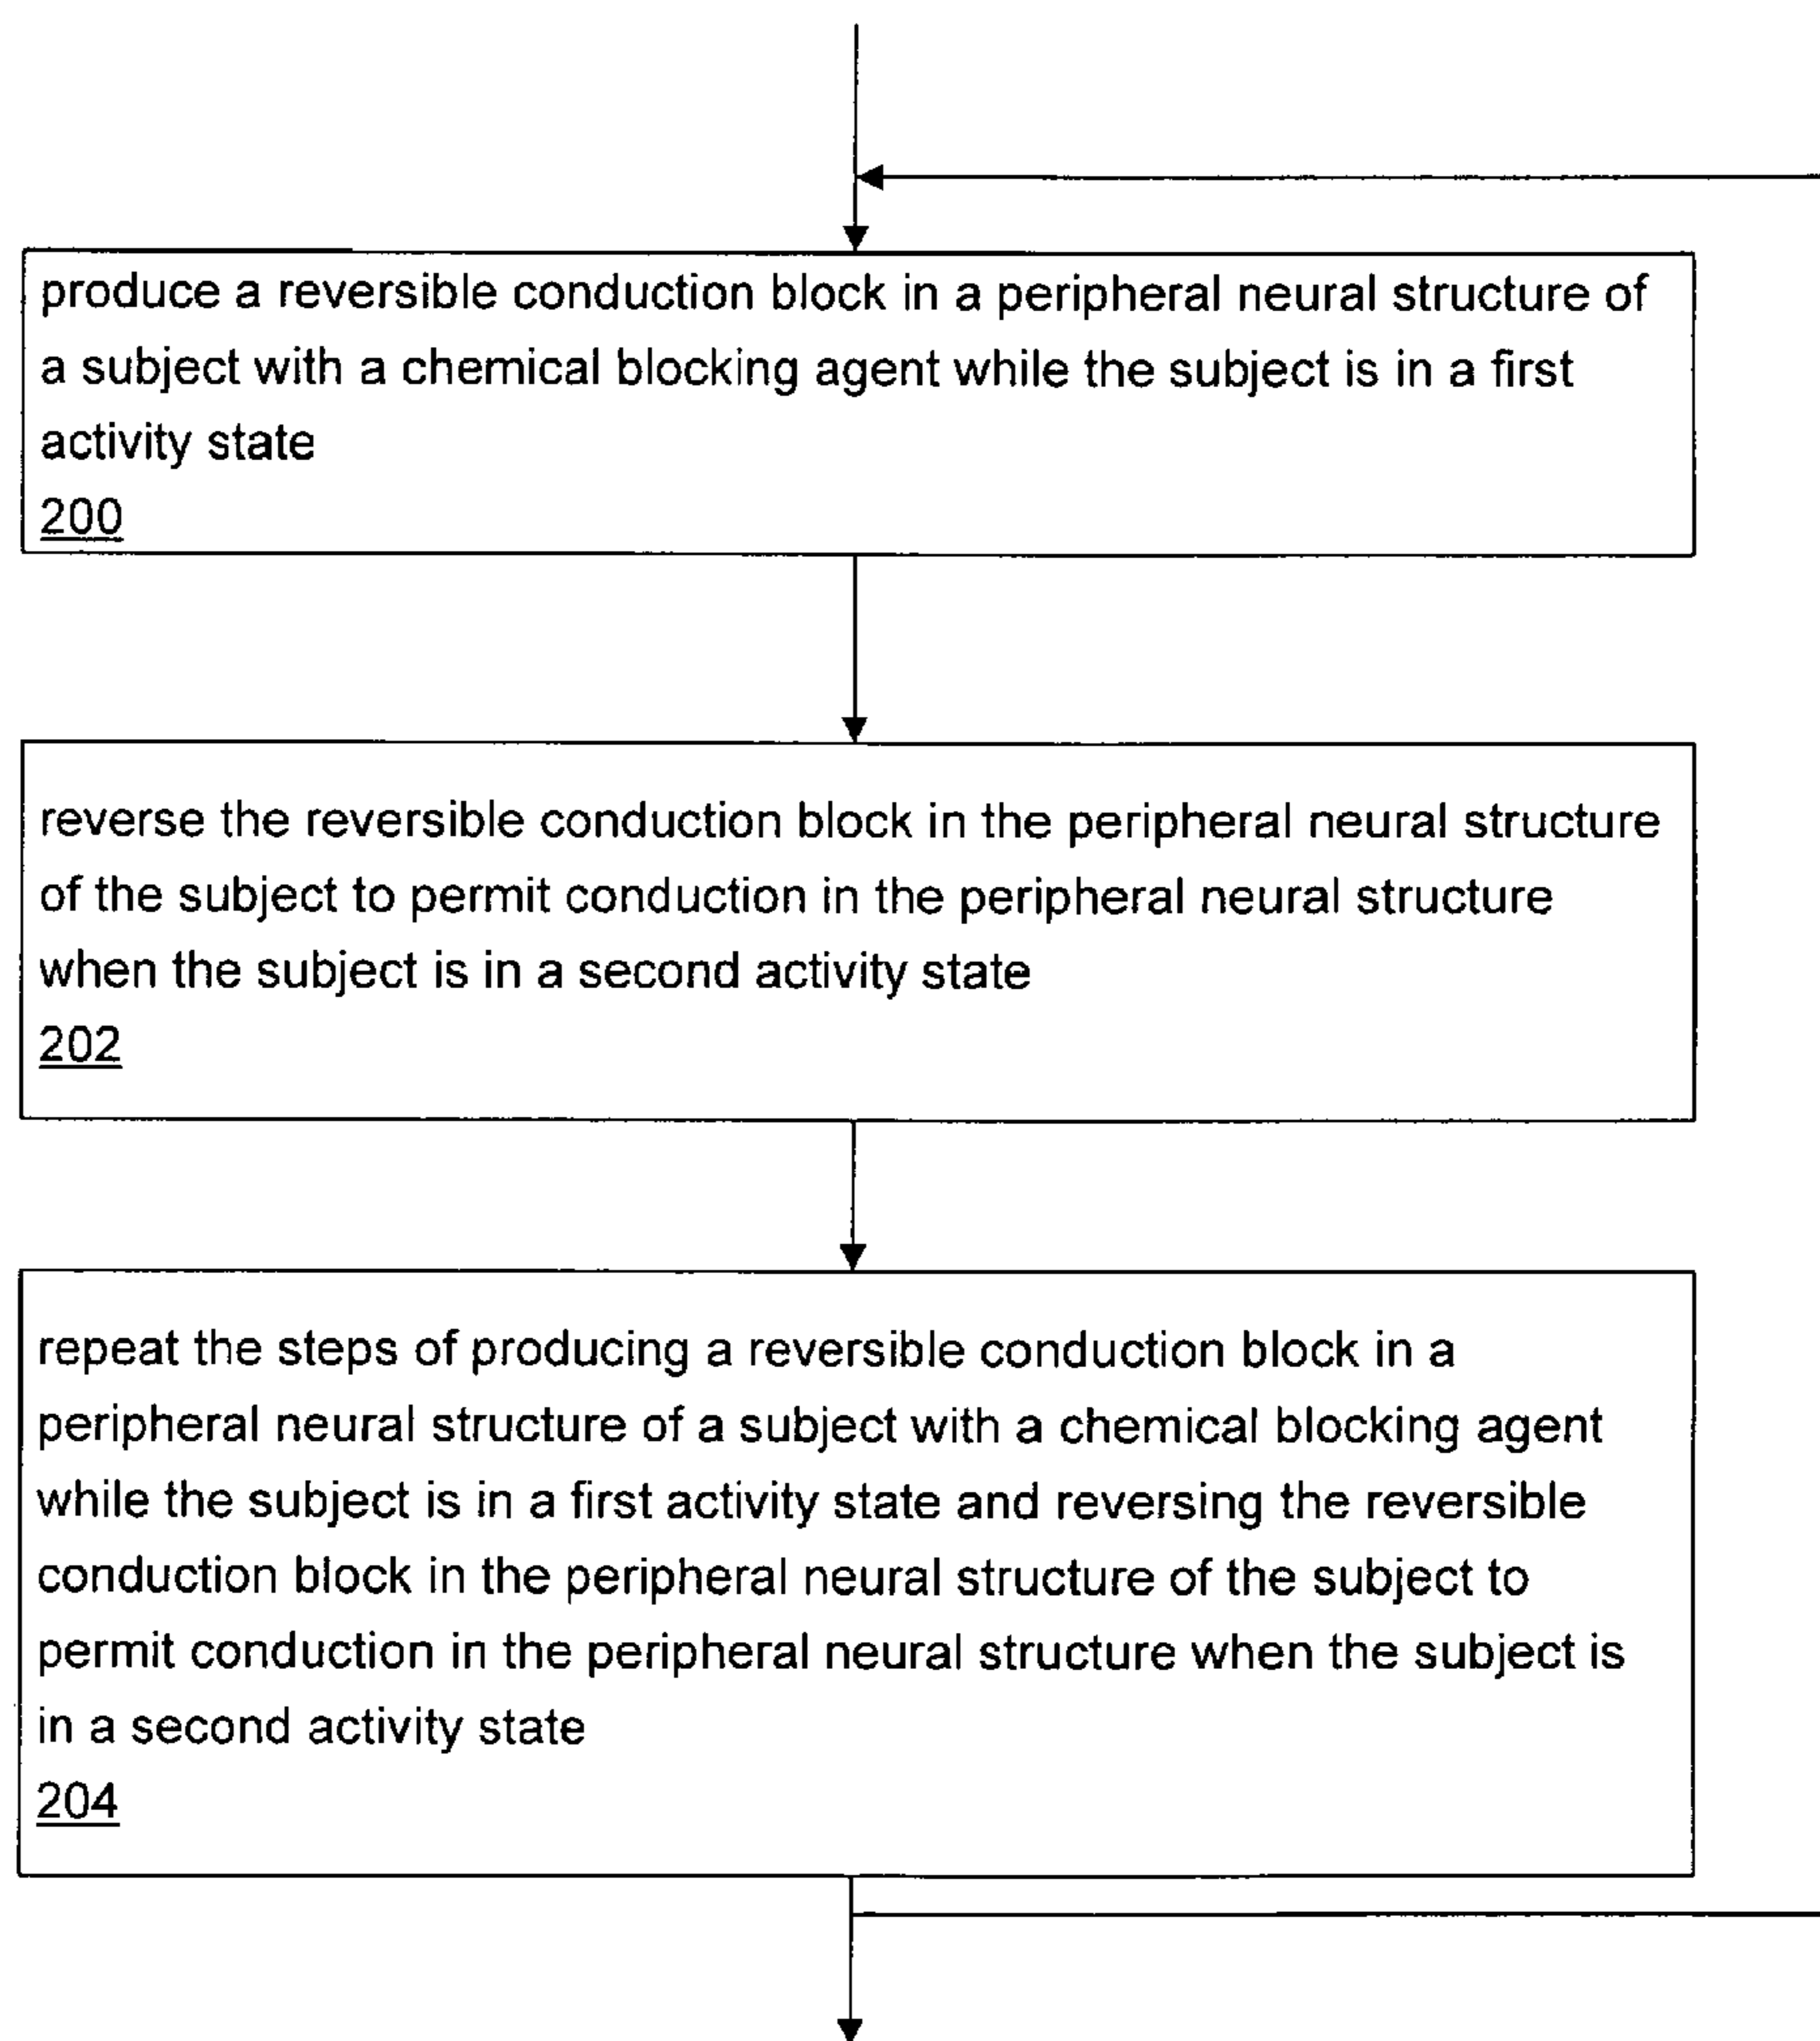 produce a reversible conduction block in a peripheral neural structure of
a subject with a chemical blocking agent while the subject is in a first
activity state
200
reverse the reversible conduction block in the peripheral neural structure
of the subject to permit conduction in the peripheral neural structure
when the subject is in a second activity state
202
repeat the steps of producing a reversible conduction block in a
peripheral neural structure of a subject with a chemical blocking agent
while the subject is in a first activity state and reversing the reversible
conduction block in the peripheral neural structure of the subject to
permit conduction in the peripheral neural structure when the subject is
in a second activity state
204